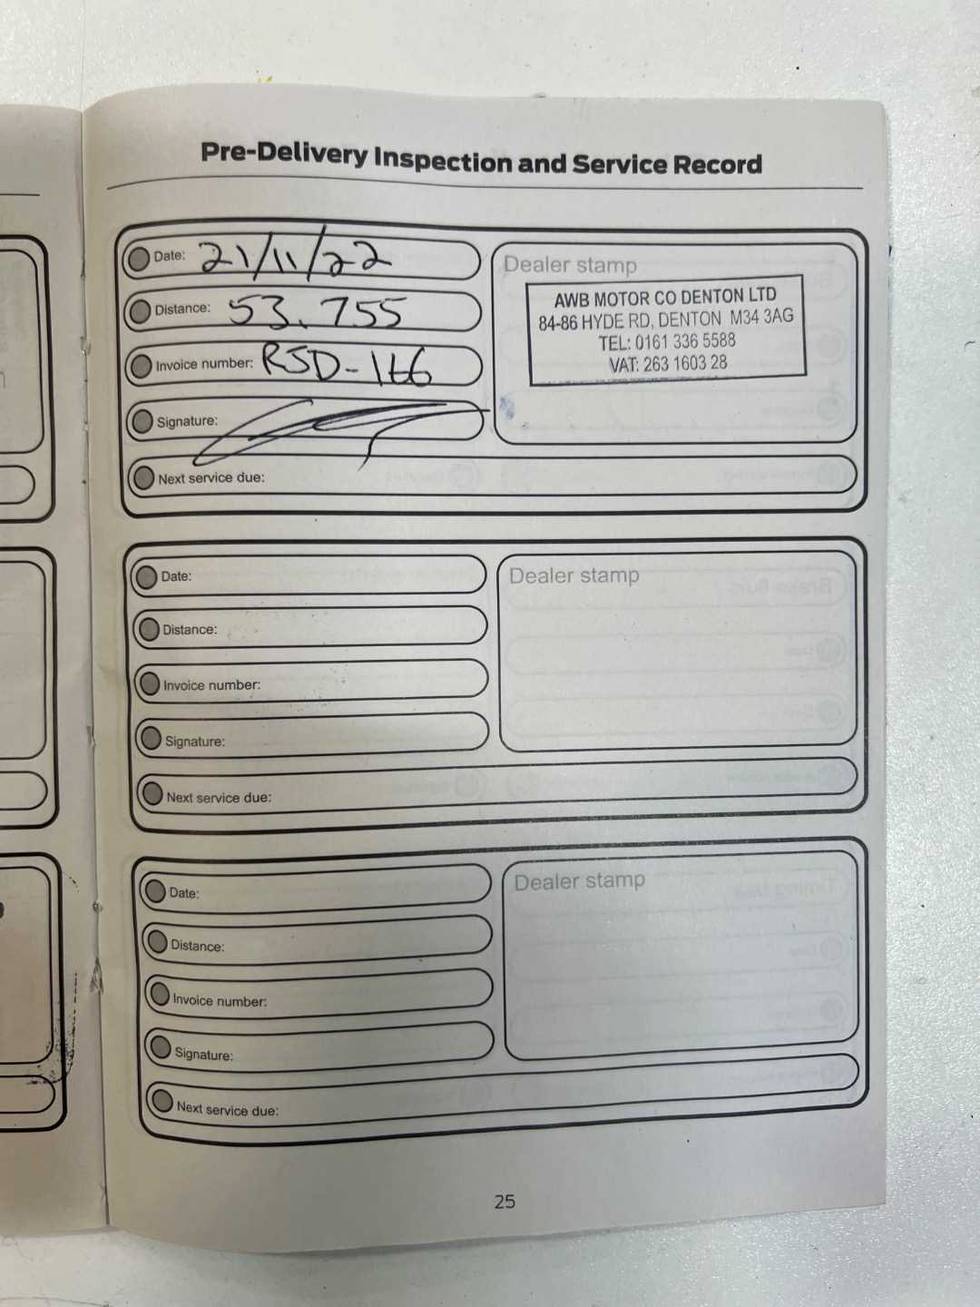 Pre-Delivery Inspection and Service Record
Date: 21/11/22
Distance: 53.755
Invoice number: RSD-166
Signature:
Next service due:
Dealer stamp
AWB MOTOR CO DENTON LTD
84-86 HYDE RD, DENTON M34 3AG
TEL: 0161 336 5588
VAT: 263 1603 28
Date:
Distance:
Invoice number:
Signature:
Next service due:
Dealer stamp
Date:
Distance:
Invoice number:
Signature:
Next service due:
Dealer stamp
25